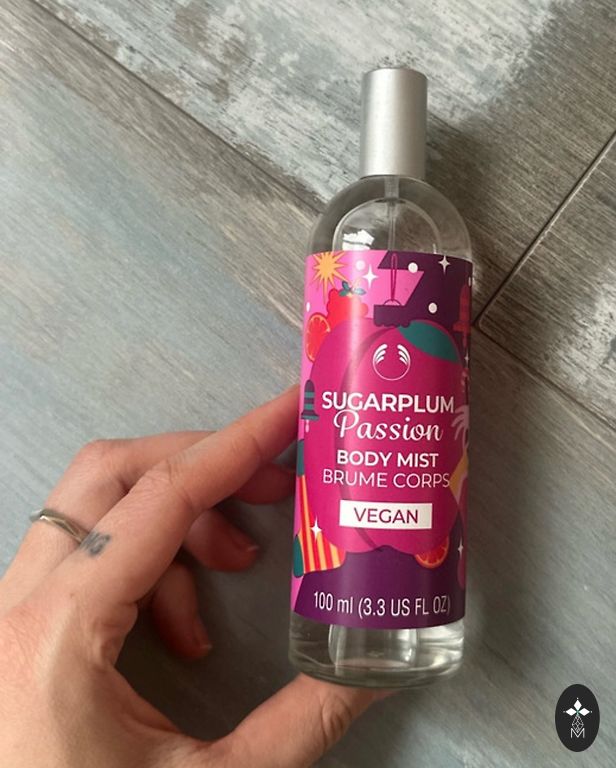 SUGARPLUM
Passion
BODY MIST
BRUME CORPS
VEGAN
100 ml (3.3 US FL OZ)